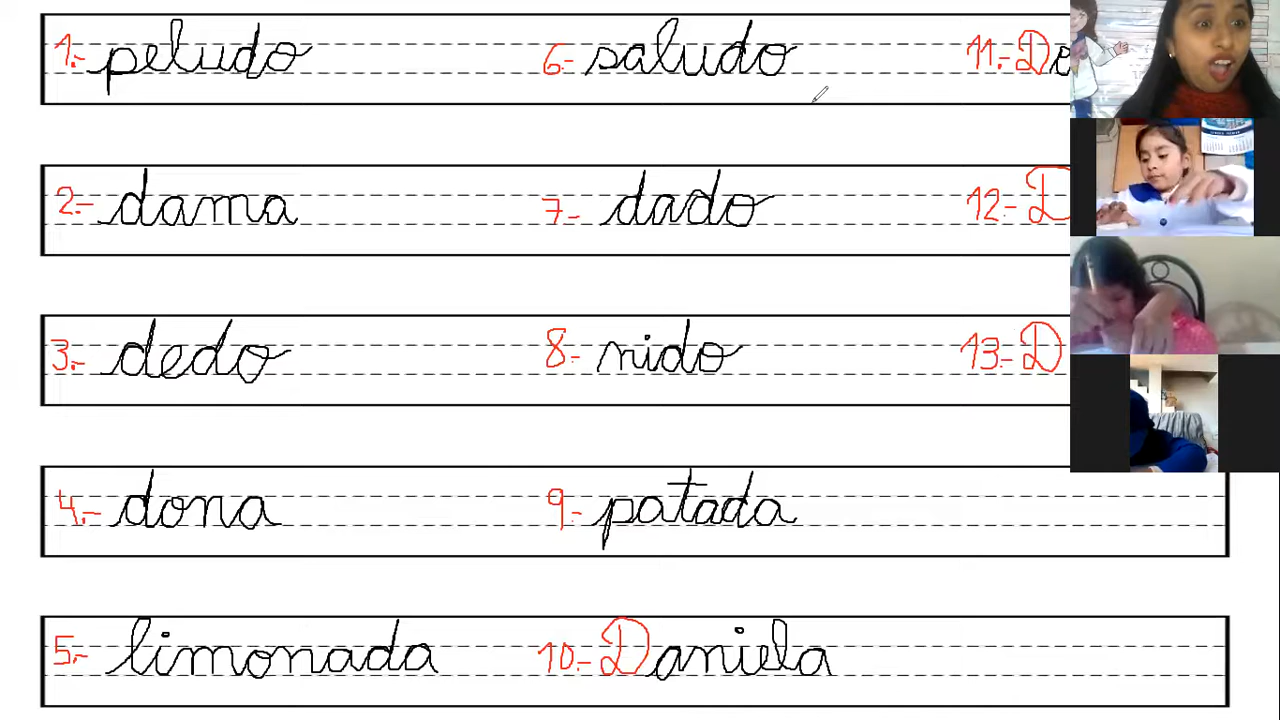 1.- peludo
2.- dama
3.- dedo
4.- dona
5.- limonada
6.- saludo
7.- dado
8.- nido
9.- patada
10.- Daniela
11.- D
12.- D
13.- D